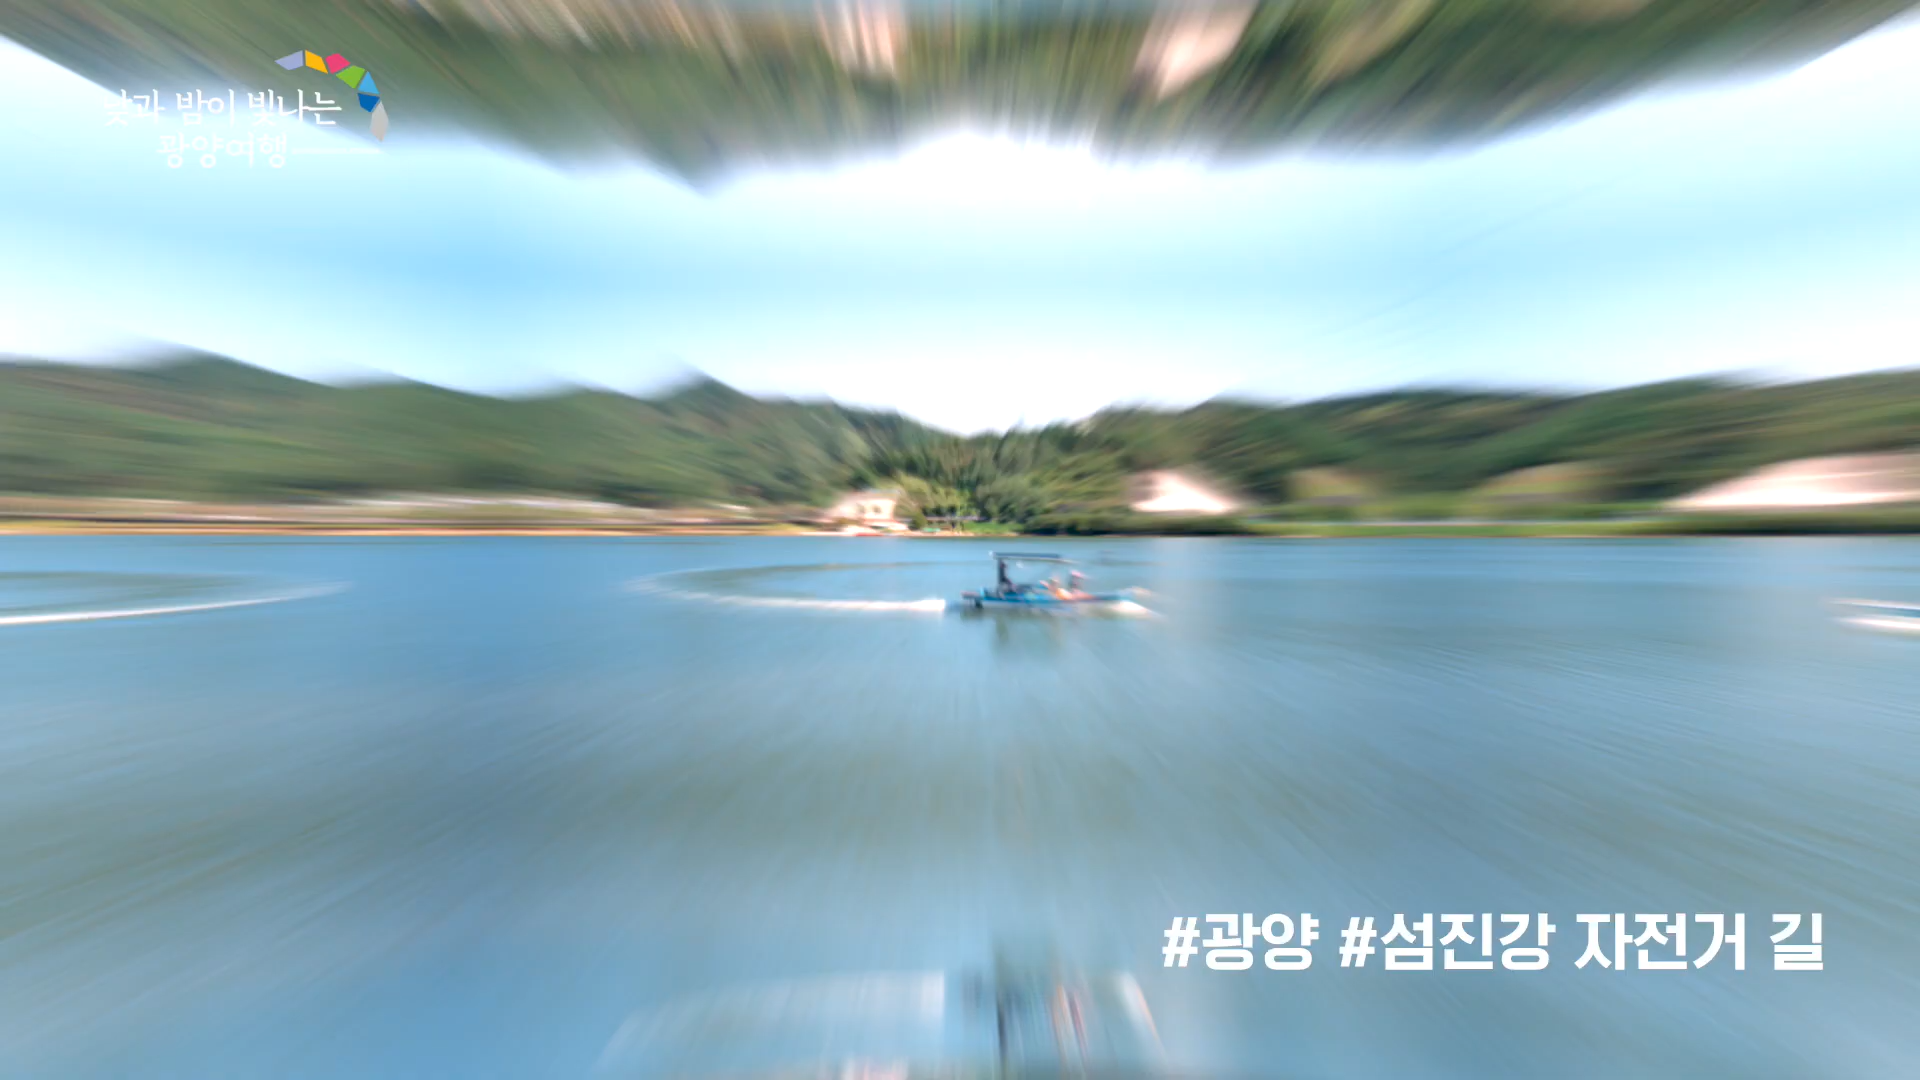 낮과 밤이 빛나는
광양여행
#광양 #섬진강 자전거 길